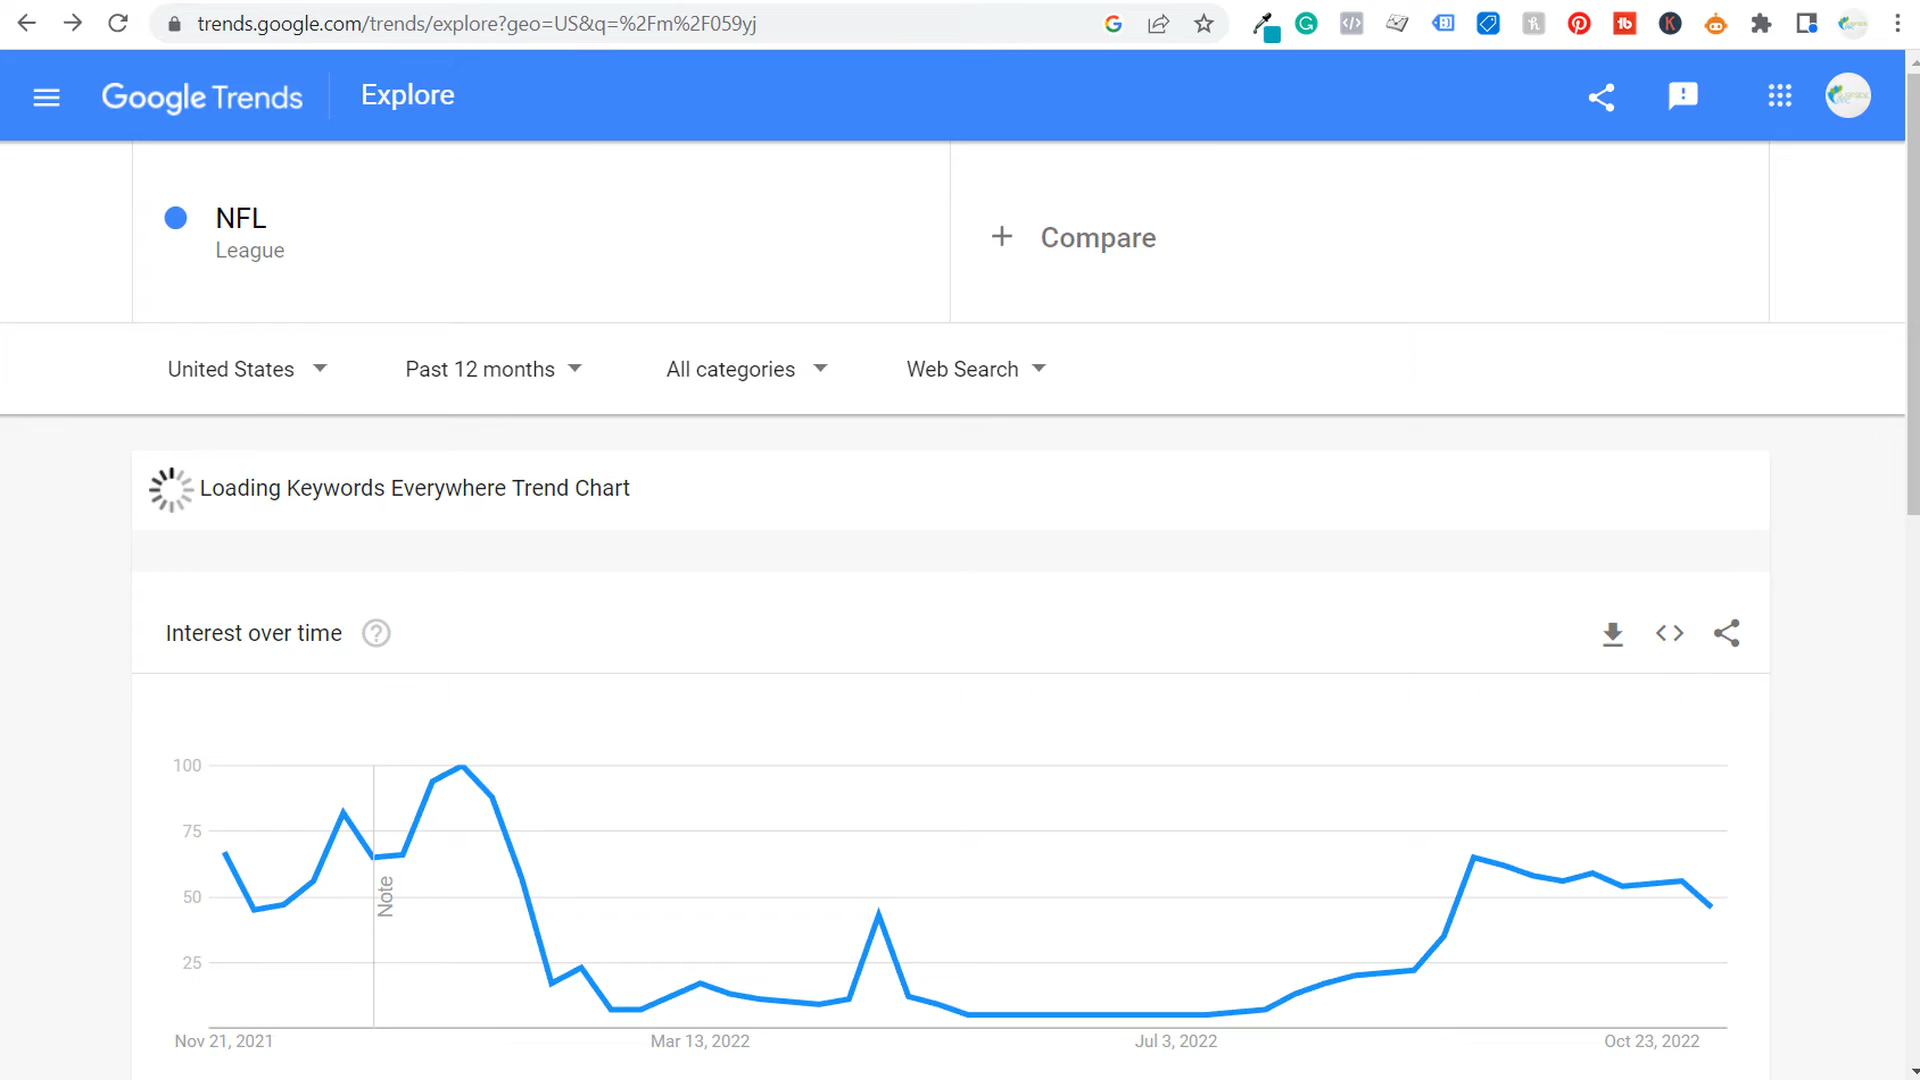 trends.google.com/trends/explore?geo=US&q=%2Fm%2F059yj
Google Trends
Explore
NFL
League
+ Compare
United States
Past 12 months
All categories
Web Search
Loading Keywords Everywhere Trend Chart
Interest over time
100
75
50
25
Note
Nov 21, 2021
Mar 13, 2022
Jul 3, 2022
Oct 23, 2022